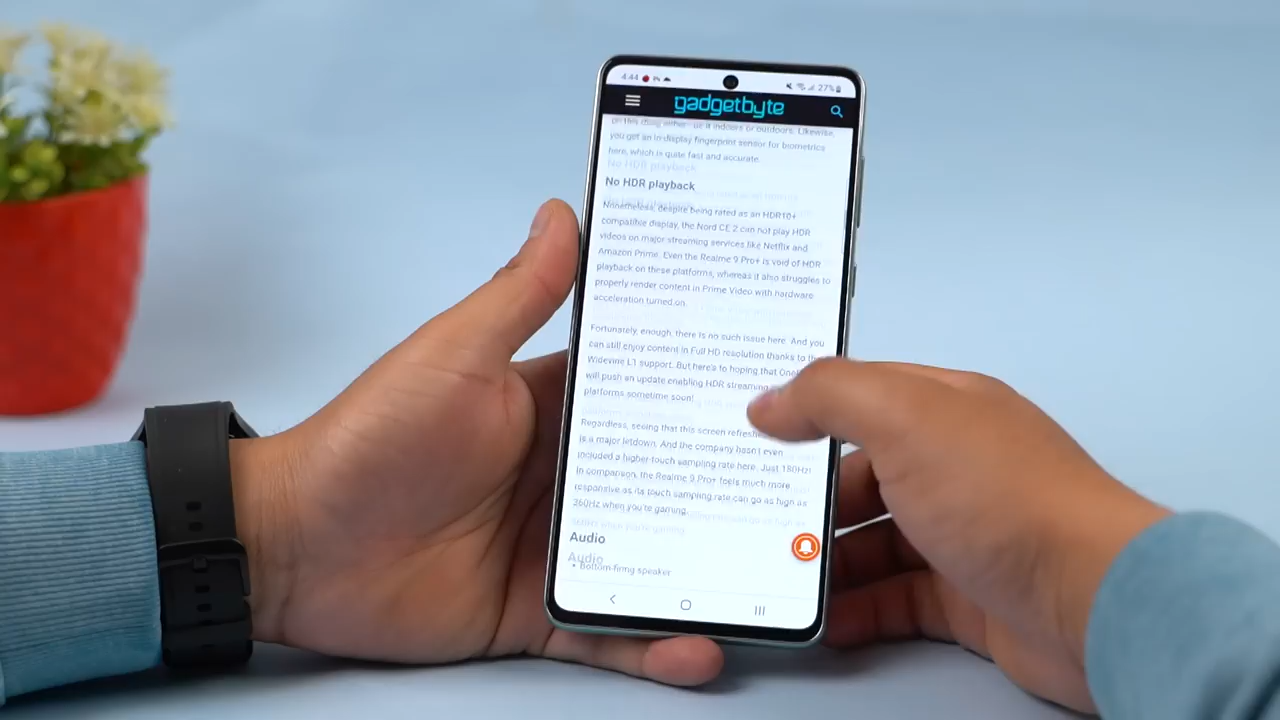 4:44
27%
gadgetbyte
on this thing either - be it indoors or outdoors. Likewise,
you get an in-display fingerprint sensor for biometrics
here, which is quite fast and accurate.
No HDR playback
No HDR playback
Nonetheless, despite being rated as an HDR10+
compatible display, the Nord CE 2 can not play HDR
videos on major streaming services like Netflix and
Amazon Prime. Even the Realme 9 Pro+ is void of HDR
playback on these platforms, whereas it also struggles to
properly render content in Prime Video with hardware
acceleration turned on.
Fortunately, enough, there is no such issue here. And you
can still enjoy content in Full HD resolution thanks to the
Widevine L1 support. But here's to hoping that
will push an update enabling HDR streaming
platforms sometime soon!
Regardless, seeing that this screen refreshes
is a major letdown. And the company hasn't even
included a higher touch sampling rate here. Just 180Hz!
In comparison, the Realme 9 Pro+ feels much more
responsive as its touch sampling rate can go as high as
360Hz when you're gaming.
Audio
Audio
• Bottom-firing speaker